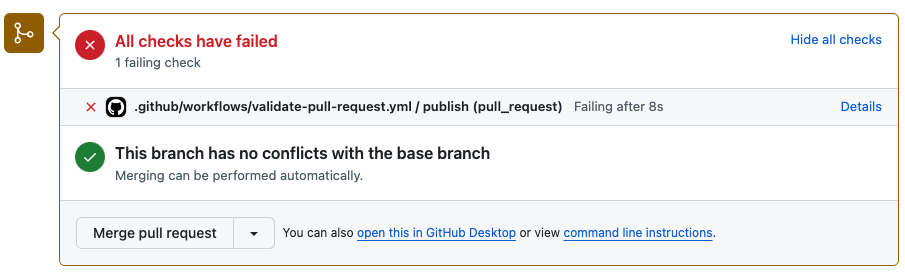 All checks have failed
Hide all checks
1 failing check
.github/workflows/validate-pull-request.yml / publish (pull_request) Failing after 8s
Details
This branch has no conflicts with the base branch
Merging can be performed automatically.
Merge pull request
You can also open this in GitHub Desktop or view command line instructions.